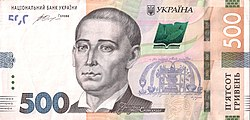 НАЦІОНАЛЬНИЙ БАНК УКРАЇНИ
УКРАЇНА
500
Голова
500
П'ЯТСОТ
ГРИВЕНЬ